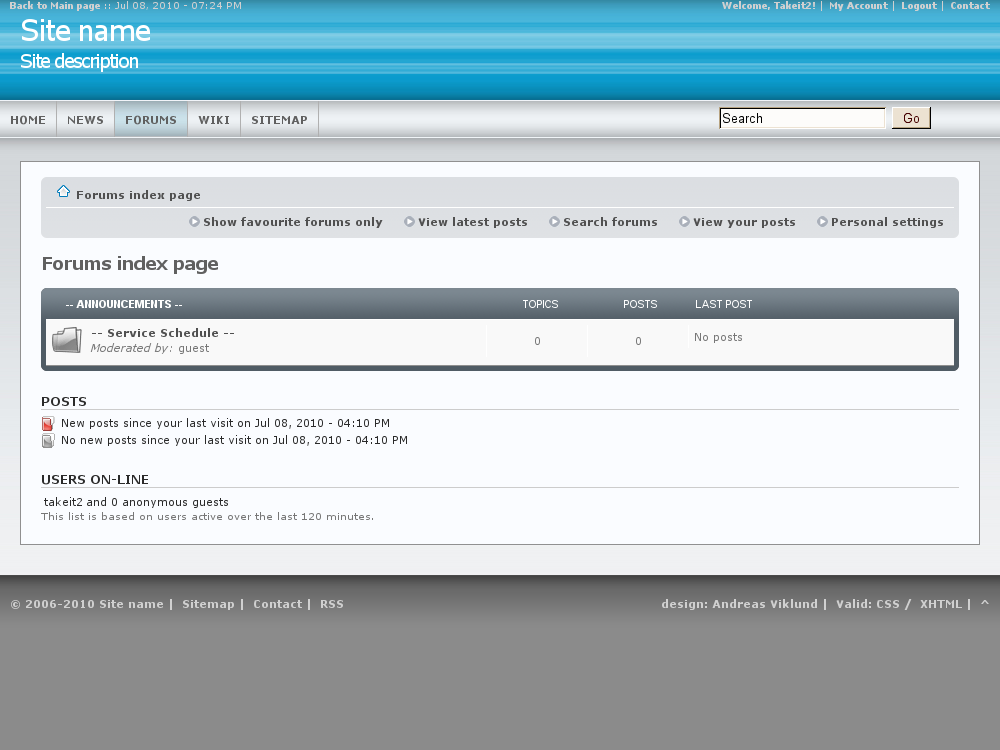 Back to Main page :: Jul 08, 2010 - 07:24 PM
Welcome, Takeit2! | My Account | Logout | Contact
Site name
Site description
HOME NEWS FORUMS WIKI SITEMAP
Search Go
Forums index page
Show favourite forums only View latest posts Search forums View your posts Personal settings
Forums index page
-- ANNOUNCEMENTS -- TOPICS POSTS LAST POST
-- Service Schedule --
Moderated by: guest
0 0 No posts
POSTS
New posts since your last visit on Jul 08, 2010 - 04:10 PM
No new posts since your last visit on Jul 08, 2010 - 04:10 PM
USERS ON-LINE
takeit2 and 0 anonymous guests
This list is based on users active over the last 120 minutes.
© 2006-2010 Site name | Sitemap | Contact | RSS
design: Andreas Viklund | Valid: CSS / XHTML | ^